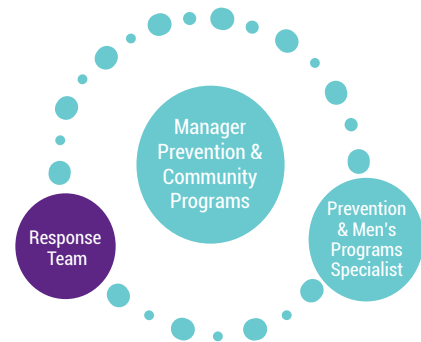 Manager
Prevention &
Community
Programs
Response
Team
Prevention
& Men's
Programs
Specialist